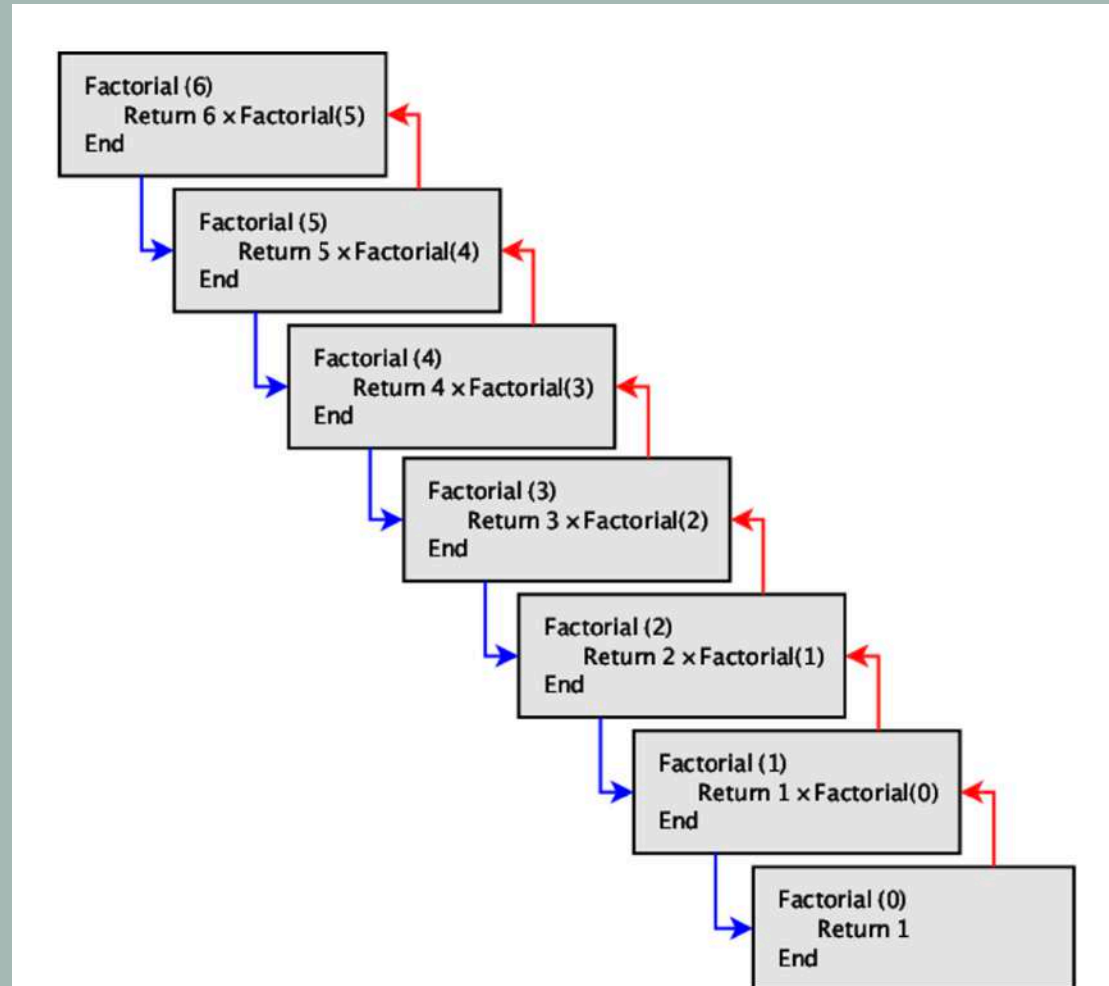 Factorial (6)
Return 6 × Factorial(5)
End
Factorial (5)
Return 5 × Factorial(4)
End
Factorial (4)
Return 4 × Factorial(3)
End
Factorial (3)
Return 3 × Factorial(2)
End
Factorial (2)
Return 2 × Factorial(1)
End
Factorial (1)
Return 1 × Factorial(0)
End
Factorial (0)
Return 1
End